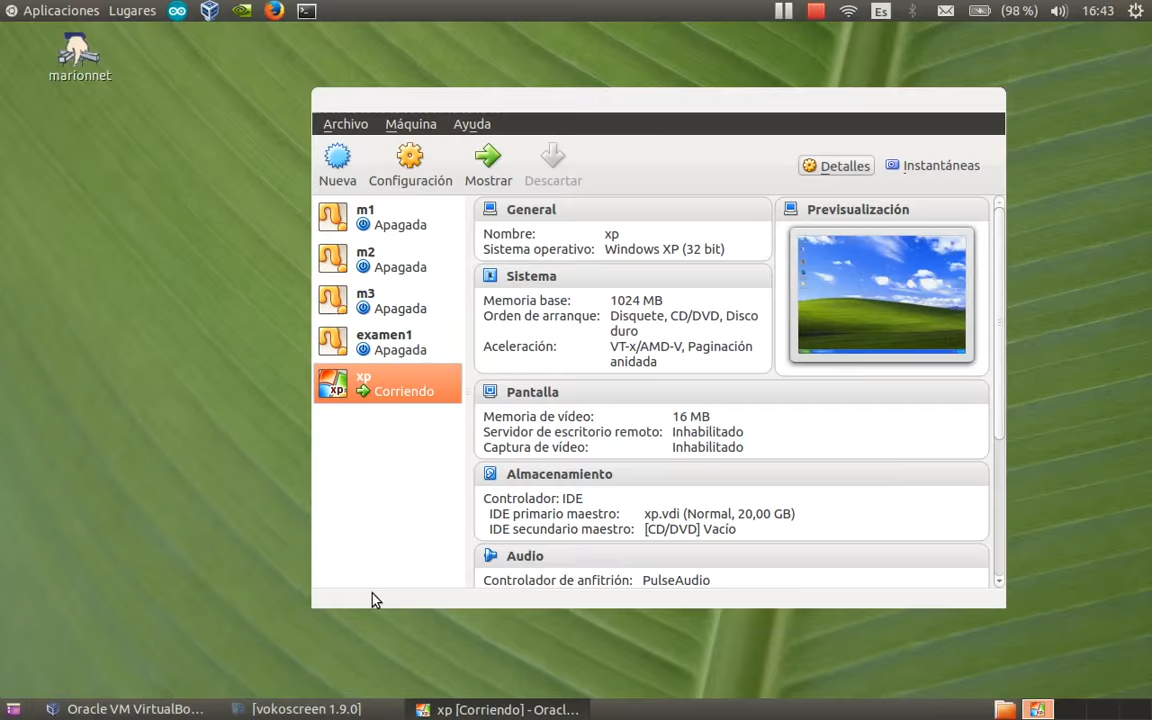 Aplicaciones Lugares Es (98 %) 16:43
marionnet
Archivo Máquina Ayuda
Nueva Configuración Mostrar Descartar Detalles Instantáneas
m1
Apagada
m2
Apagada
m3
Apagada
examen1
Apagada
xp
xp
Corriendo
General
Nombre: xp
Sistema operativo: Windows XP (32 bit)
Sistema
Memoria base: 1024 MB
Orden de arranque: Disquete, CD/DVD, Disco
duro
Aceleración: VT-x/AMD-V, Paginación
anidada
Previsualización
Pantalla
Memoria de vídeo: 16 MB
Servidor de escritorio remoto: Inhabilitado
Captura de vídeo: Inhabilitado
Almacenamiento
Controlador: IDE
IDE primario maestro: xp.vdi (Normal, 20,00 GB)
IDE secundario maestro: [CD/DVD] Vacío
Audio
Controlador de anfitrión: PulseAudio
Oracle VM VirtualBo... [vokoscreen 1.9.0] xp [Corriendo] - Oracl...